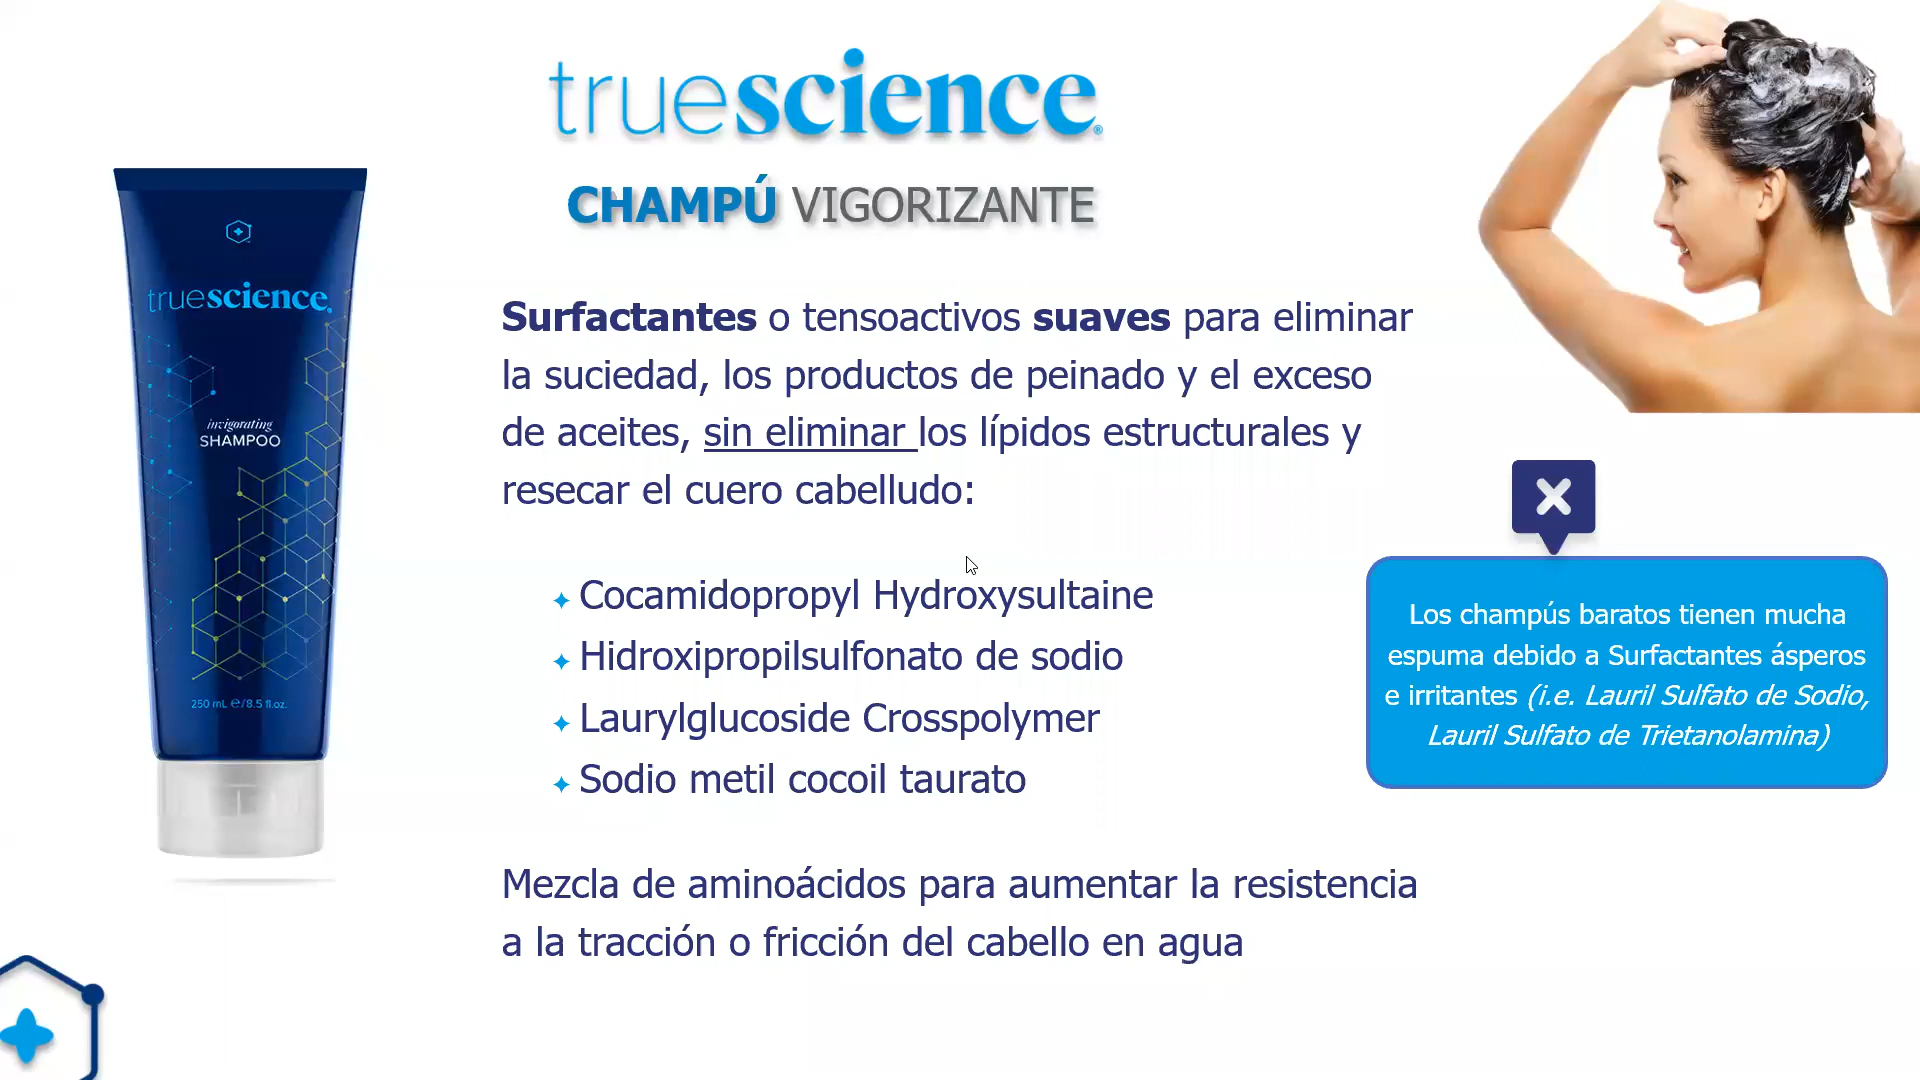 truescience®
CHAMPÚ VIGORIZANTE
truescience
invigorating
SHAMPOO
250 mL e/8.5 fl.oz.
Surfactantes o tensoactivos suaves para eliminar
la suciedad, los productos de peinado y el exceso
de aceites, sin eliminar los lípidos estructurales y
resecar el cuero cabelludo:
Cocamidopropyl Hydroxysultaine
Hidroxipropilsulfonato de sodio
Laurylglucoside Crosspolymer
Sodio metil cocoil taurato
Mezcla de aminoácidos para aumentar la resistencia
a la tracción o fricción del cabello en agua
Los champús baratos tienen mucha
espuma debido a Surfactantes ásperos
e irritantes (i.e. Lauril Sulfato de Sodio,
Lauril Sulfato de Trietanolamina)